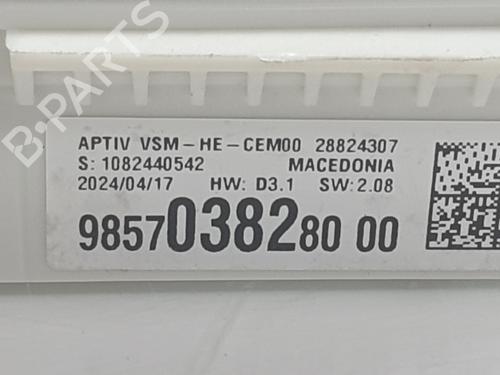 APTIV VSM-HE-CEM00 28824307
S: 1082440542 MACEDONIA
2024/04/17 HW: D3.1 SW: 2.08
9857038280 00
B-PARTS